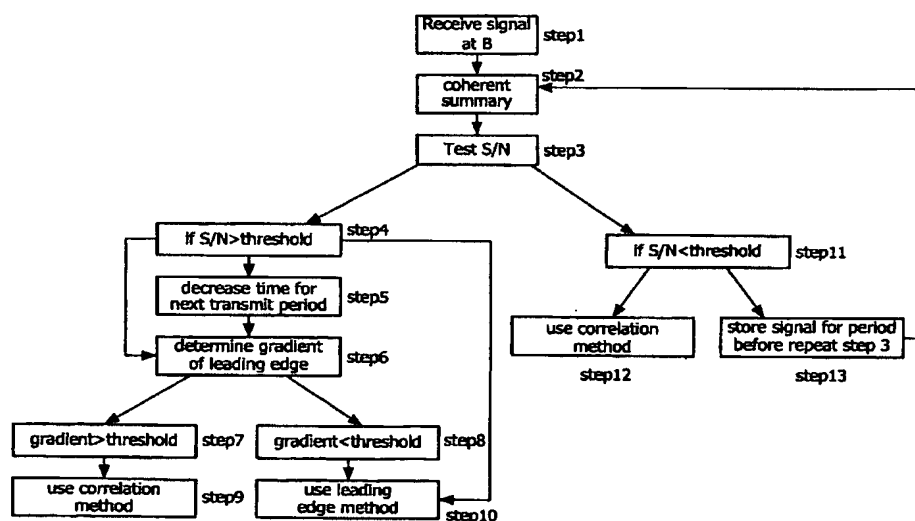 Receive signal
at B
step1
step2
coherent
summary
Test S/N
step3
if S/N>threshold
step4
if S/N<threshold
step11
decrease time for
next transmit period
step5
determine gradient
of leading edge
step6
use correlation
method
step12
store signal for period
before repeat step 3
step13
gradient>threshold
step7
gradient<threshold
step8
use correlation
method
step9
use leading
edge method
step10